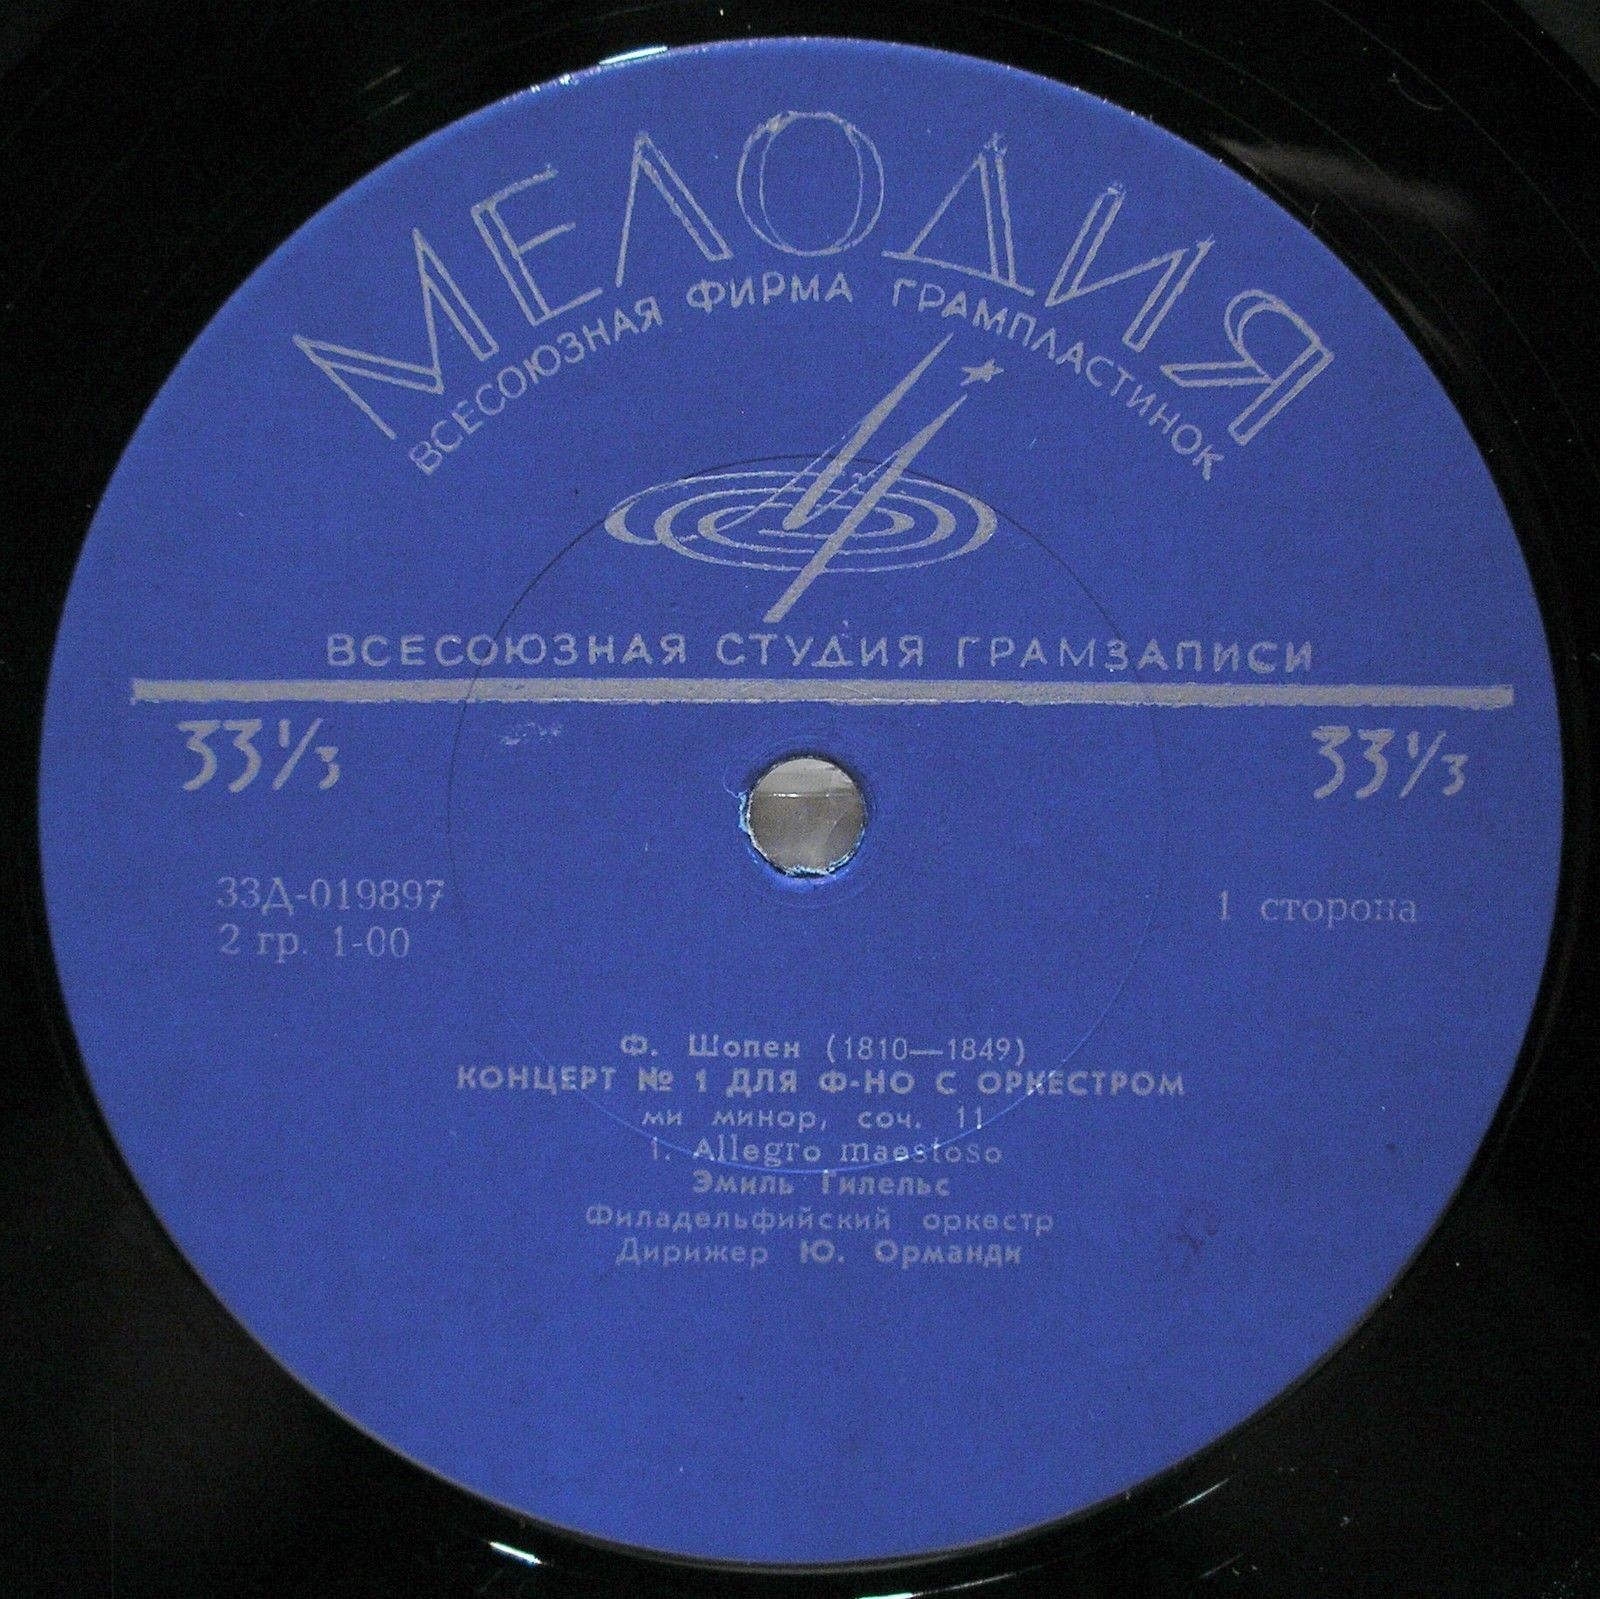 МЕЛОДИЯ
ВСЕСОЮЗНАЯ ФИРМА ГРАМПЛАСТИНОК
ВСЕСОЮЗНАЯ СТУДИЯ ГРАМЗАПИСИ
33⅓ 33⅓
33Д-019897 1 сторона
2 гр. 1-00
Ф. Шопен (1810—1849)
КОНЦЕРТ № 1 ДЛЯ Ф-НО С ОРКЕСТРОМ
ми минор, соч. 11
1. Allegro maestoso
Эмиль Гилельс
Филадельфийский оркестр
Дирижер Ю. Орманди